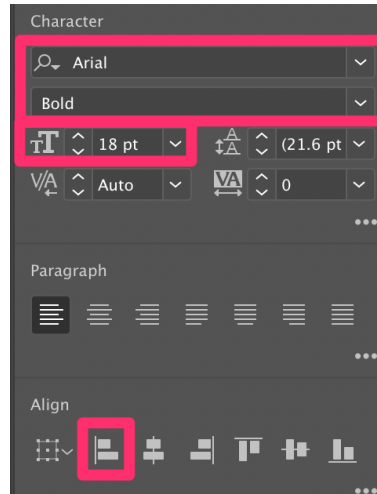 Character
Arial
Bold
18 pt
(21.6 pt
Auto
0
Paragraph
Align